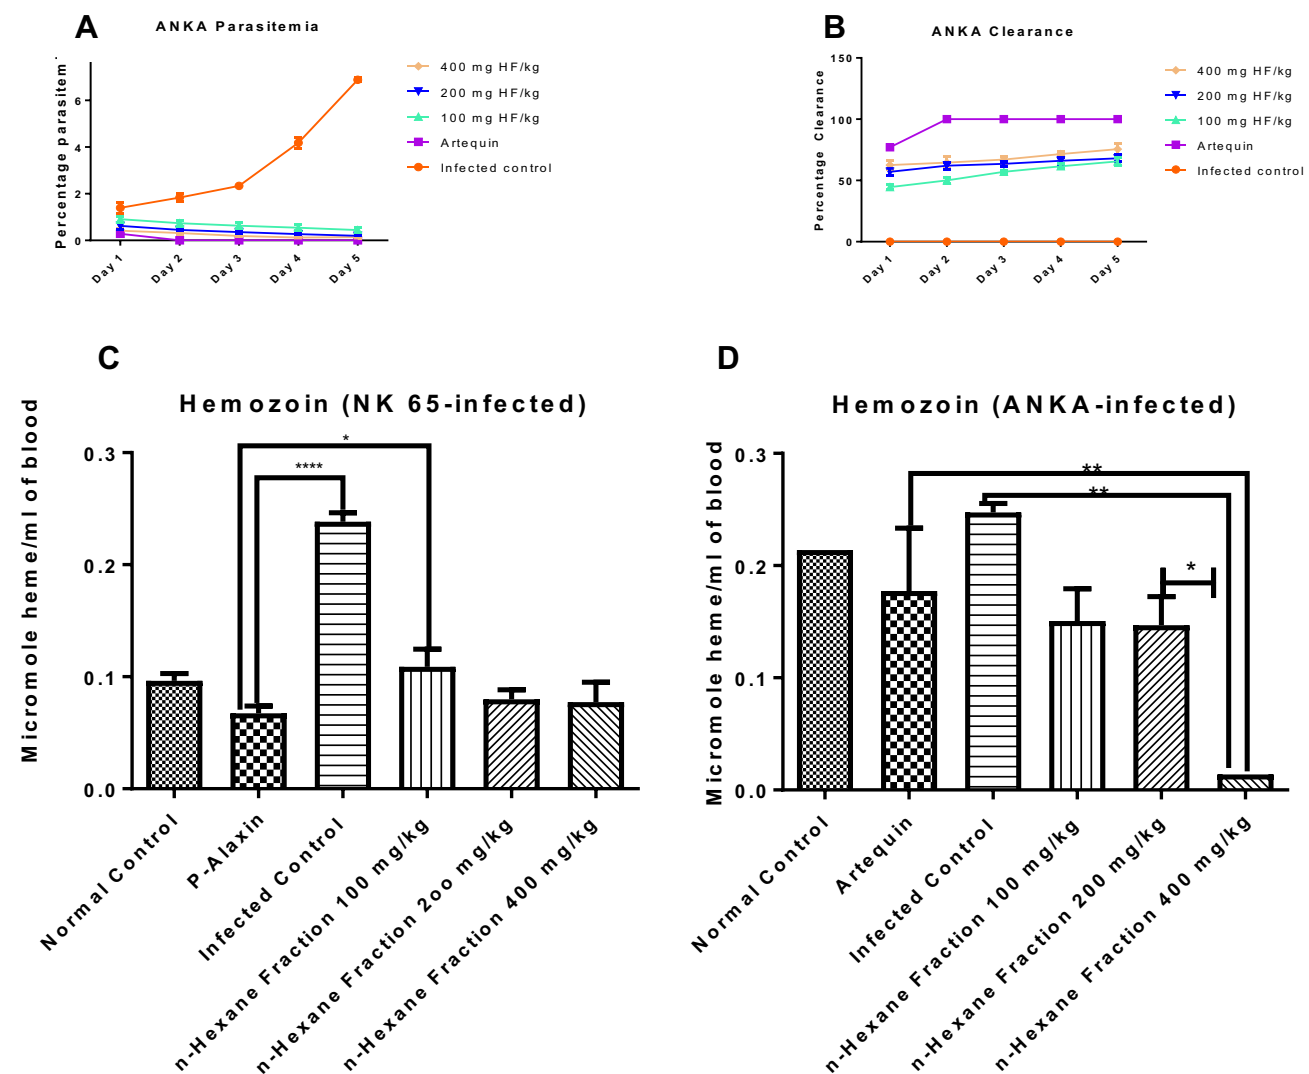 A
ANKA Parasitemia
Percentage parasitem
6
4
2
0
Day 1
Day 2
Day 3
Day 4
Day 5
400 mg HF/kg
200 mg HF/kg
100 mg HF/kg
Artequin
Infected control
B
ANKA Clearance
Percentage Clearance
150
100
50
0
Day 1
Day 2
Day 3
Day 4
Day 5
400 mg HF/kg
200 mg HF/kg
100 mg HF/kg
Artequin
Infected control
C
Hemozoin (NK 65-infected)
Micromole heme/ml of blood
0.3
0.2
0.1
0.0
*
****
Normal Control
P-Alaxin
Infected Control
n-Hexane Fraction 100 mg/kg
n-Hexane Fraction 2oo mg/kg
n-Hexane Fraction 400 mg/kg
D
Hemozoin (ANKA-infected)
Micromole heme/ml of blood
0.3
0.2
0.1
0.0
**
**
*
Normal Control
Artequin
Infected Control
n-Hexane Fraction 100 mg/kg
n-Hexane Fraction 200 mg/kg
n-Hexane Fraction 400 mg/kg